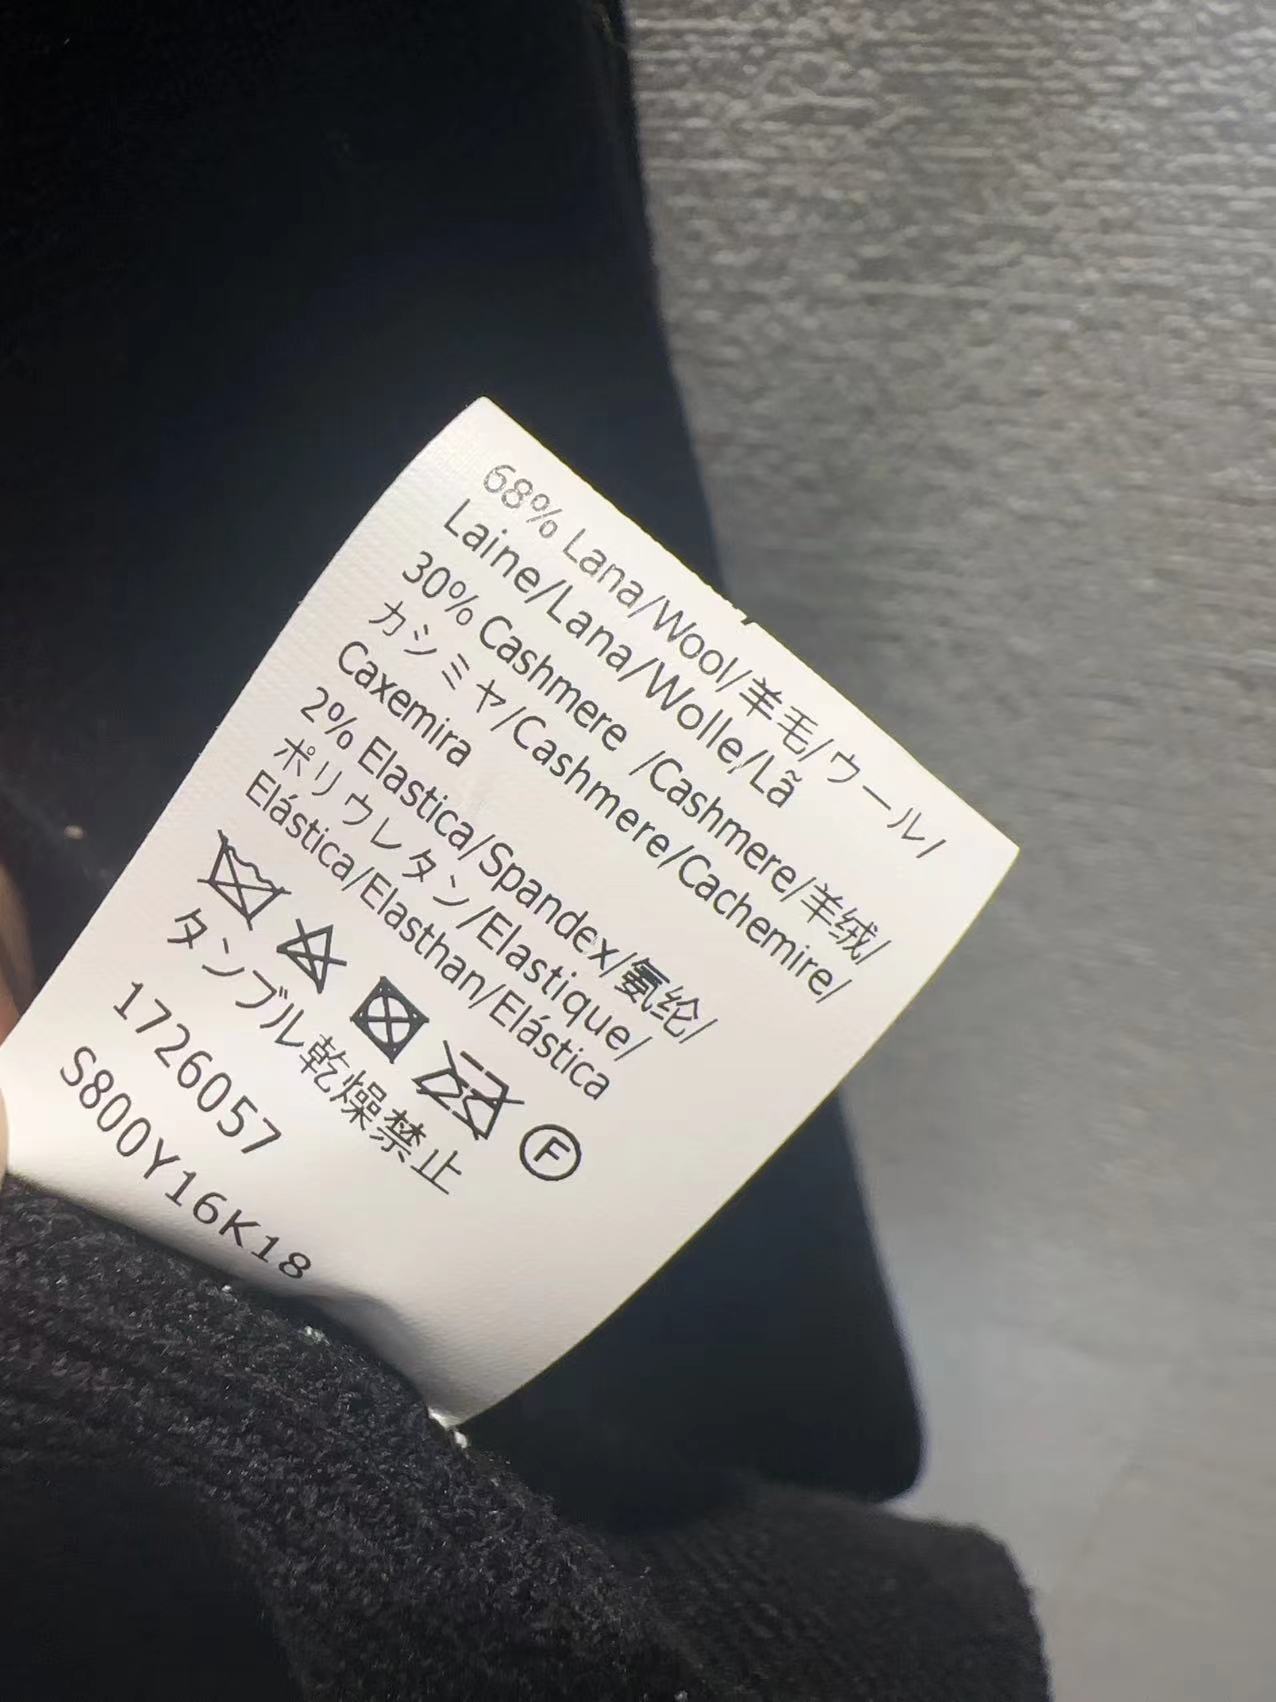 68% Lana/Wool/羊毛/ウール/
Laine/Lana/Wolle/Lã
30% Cashmere /Cashmere/羊绒/
カシミヤ/Cashmere/Cachemire/
Caxemira
2% Elastica/Spandex/氨纶/
ポリウレタン/Elastique/
Elástica/Elasthan/Elástica
F
タンブル乾燥禁止
1726057
S800Y16K18